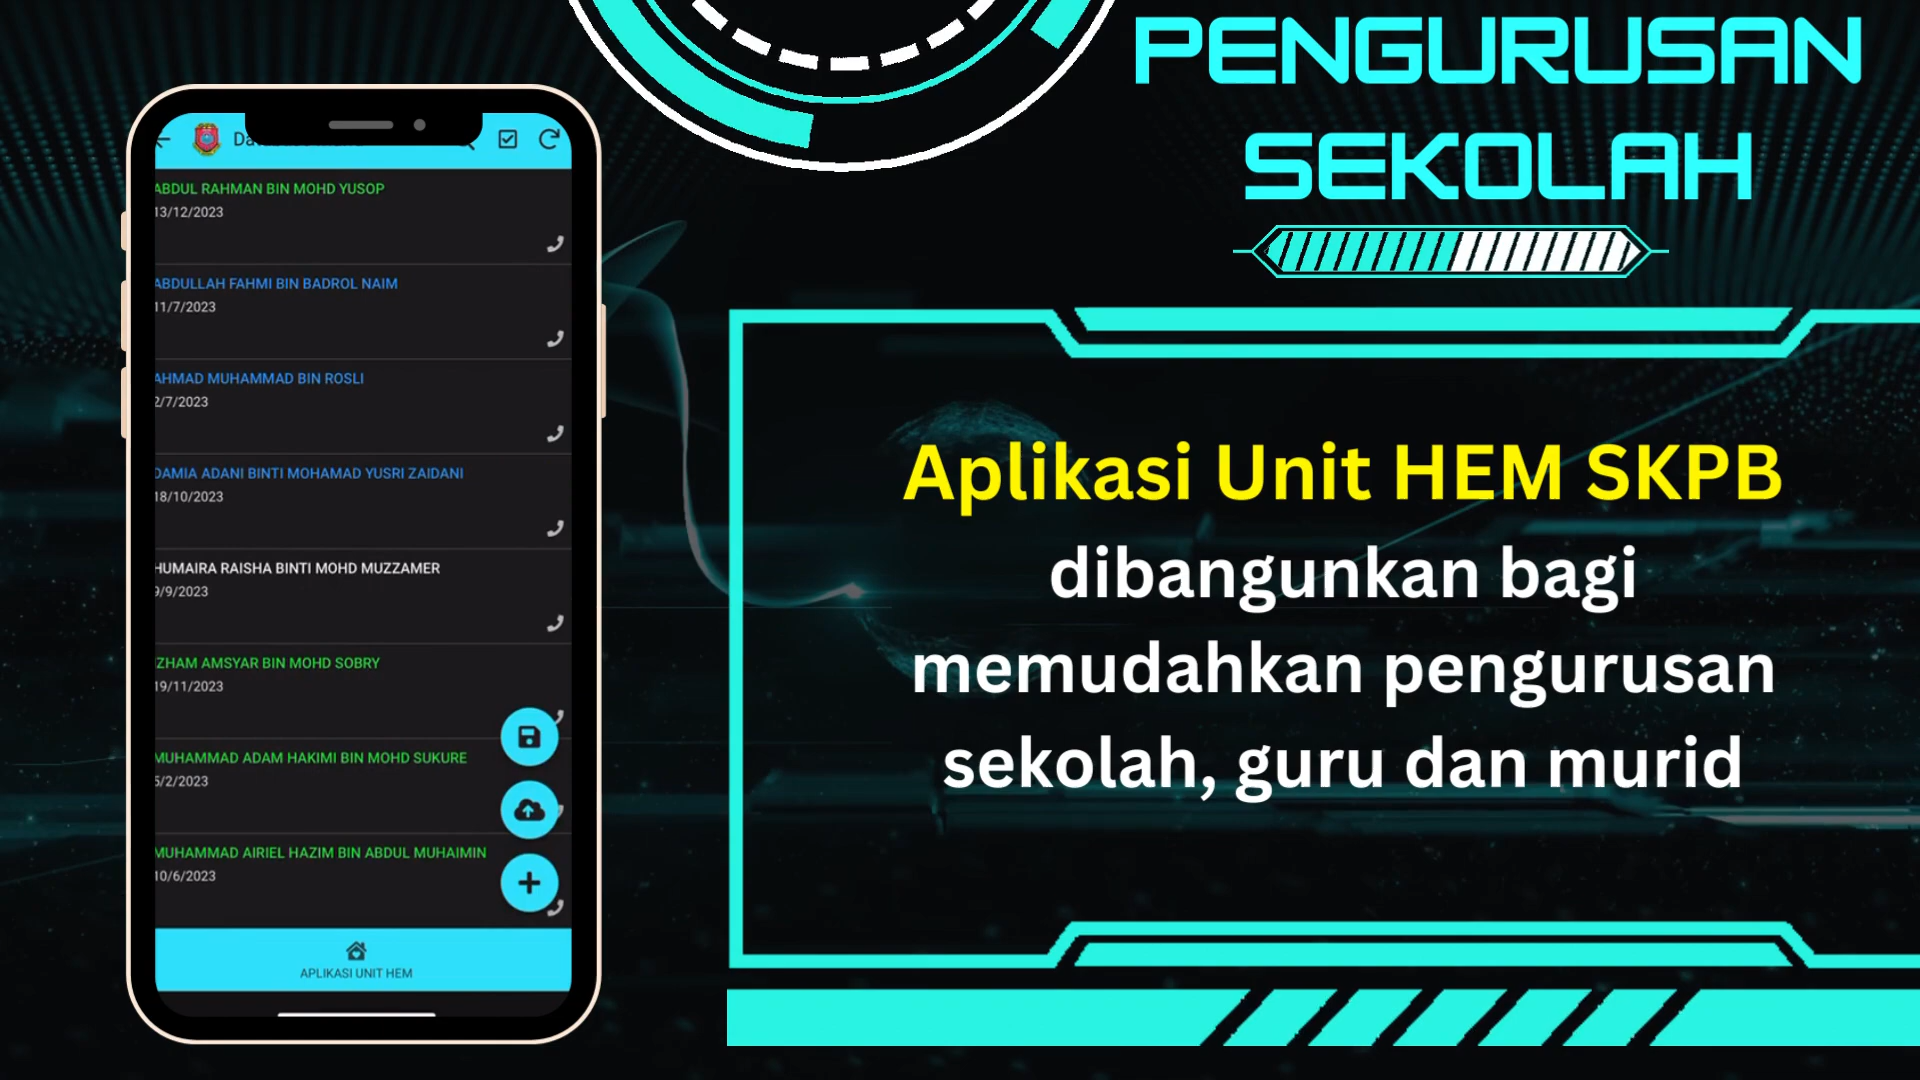 ABDUL RAHMAN BIN MOHD YUSOP
13/12/2023
ABDULLAH FAHMI BIN BADROL NAIM
11/7/2023
AHMAD MUHAMMAD BIN ROSLI
2/7/2023
DAMIA ADANI BINTI MOHAMAD YUSRI ZAIDANI
18/10/2023
HUMAIRA RAISHA BINTI MOHD MUZZAMER
9/9/2023
IZHAM AMSYAR BIN MOHD SOBRY
19/11/2023
MUHAMMAD ADAM HAKIMI BIN MOHD SUKURE
5/2/2023
MUHAMMAD AIRIEL HAZIM BIN ABDUL MUHAIMIN
10/6/2023
APLIKASI UNIT HEM
PENGURUSAN
SEKOLAH
Aplikasi Unit HEM SKPB
dibangunkan bagi
memudahkan pengurusan
sekolah, guru dan murid